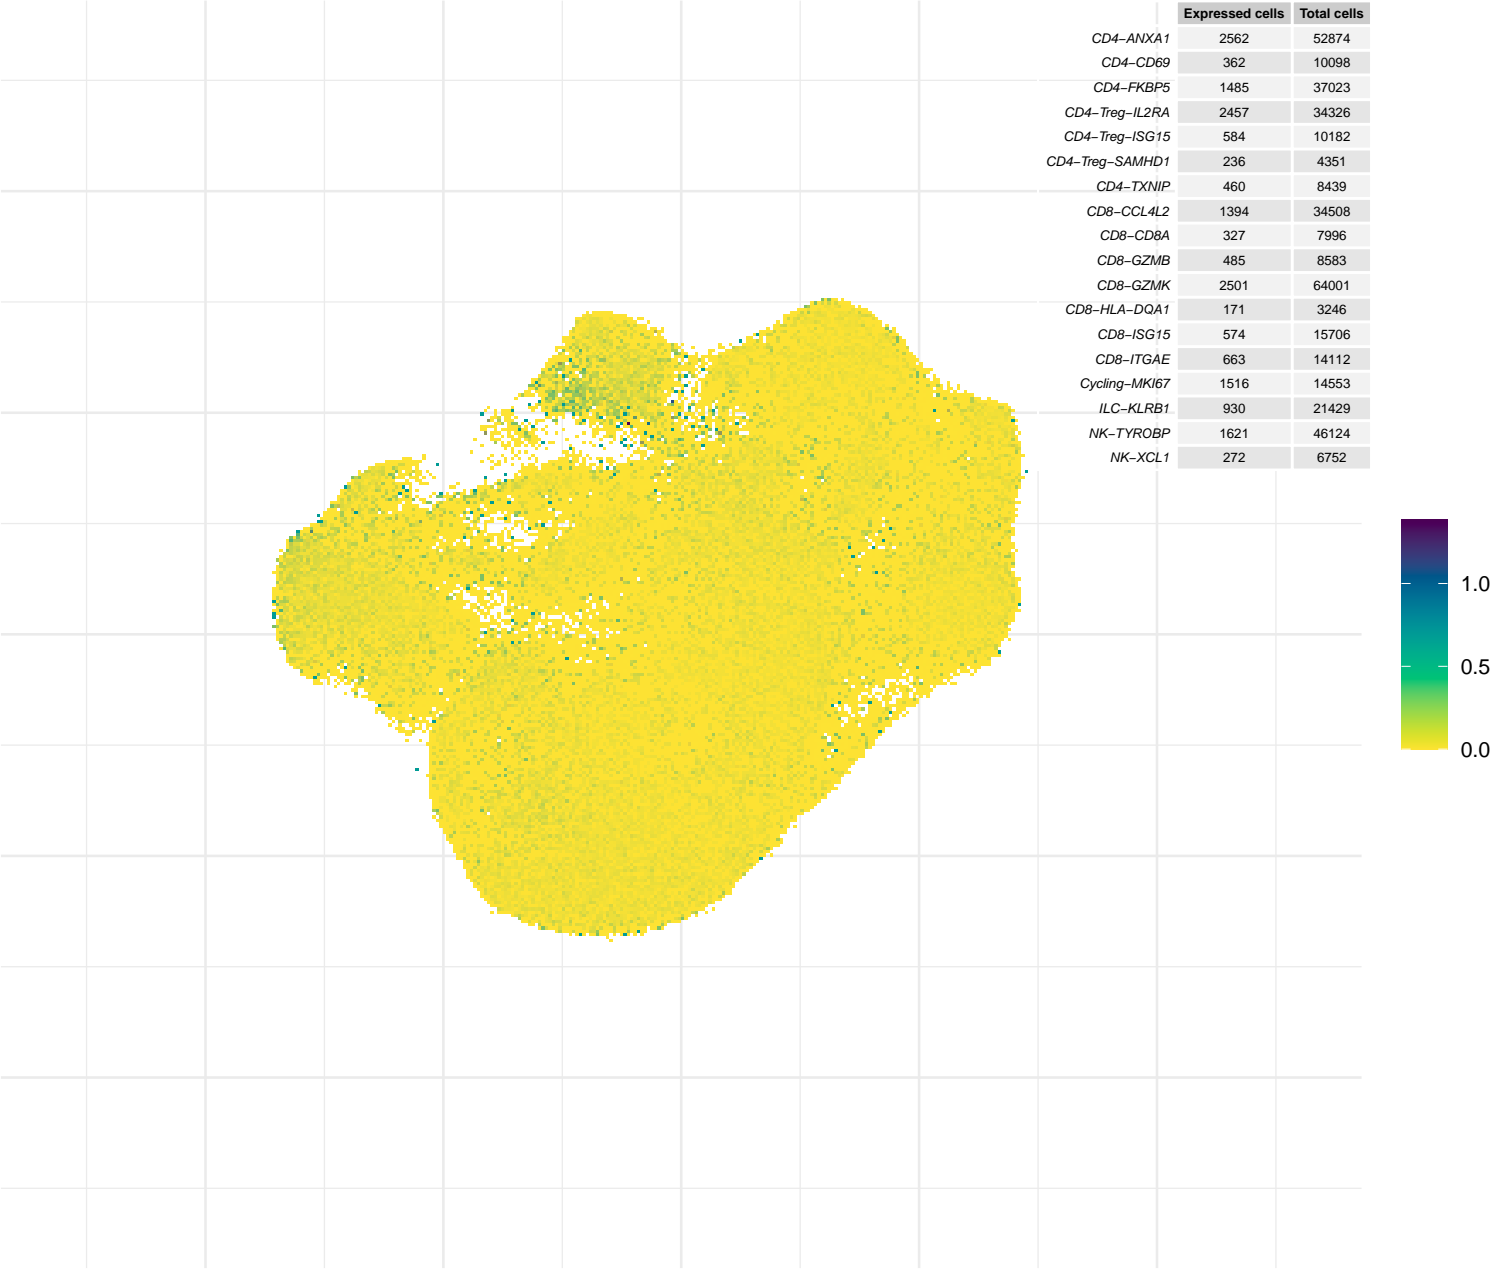 Expressed cells Total cells
CD4−ANXA1 2562 52874
CD4−CD69 362 10098
CD4−FKBP5 1485 37023
CD4−Treg−IL2RA 2457 34326
CD4−Treg−ISG15 584 10182
CD4−Treg−SAMHD1 236 4351
CD4−TXNIP 460 8439
CD8−CCL4L2 1394 34508
CD8−CD8A 327 7996
CD8−GZMB 485 8583
CD8−GZMK 2501 64001
CD8−HLA−DQA1 171 3246
CD8−ISG15 574 15706
CD8−ITGAE 663 14112
Cycling−MKI67 1516 14553
ILC−KLRB1 930 21429
NK−TYROBP 1621 46124
NK−XCL1 272 6752
1.0
0.5
0.0